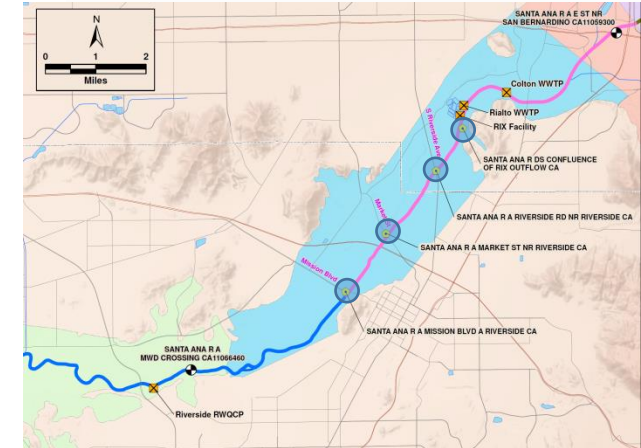 N
0 1 2
Miles
SANTA ANA R A E ST NR
SAN BERNARDINO CA11059300
Colton WWTP
Rialto WWTP
RIX Facility
S Riverside Ave
SANTA ANA R DS CONFLUENCE
OF RIX OUTFLOW CA
SANTA ANA R A RIVERSIDE RD NR RIVERSIDE CA
SANTA ANA R A MARKET ST NR RIVERSIDE CA
Mission Blvd
SANTA ANA R A MISSION BLVD A RIVERSIDE CA
SANTA ANA R A
MWD CROSSING CA11066460
Riverside RWQCP